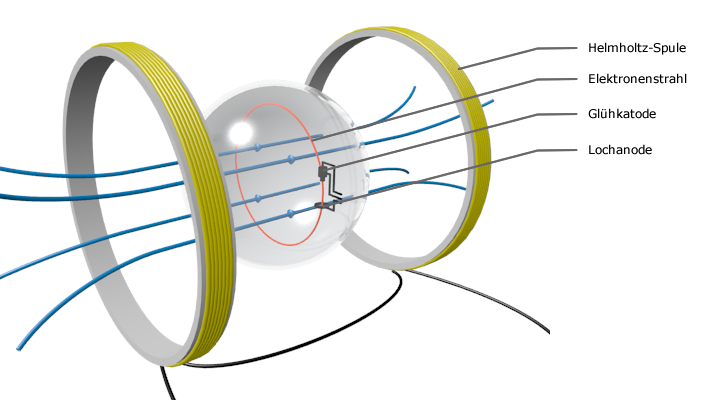 Helmholtz-Spule
Elektronenstrahl
Glühkatode
Lochanode